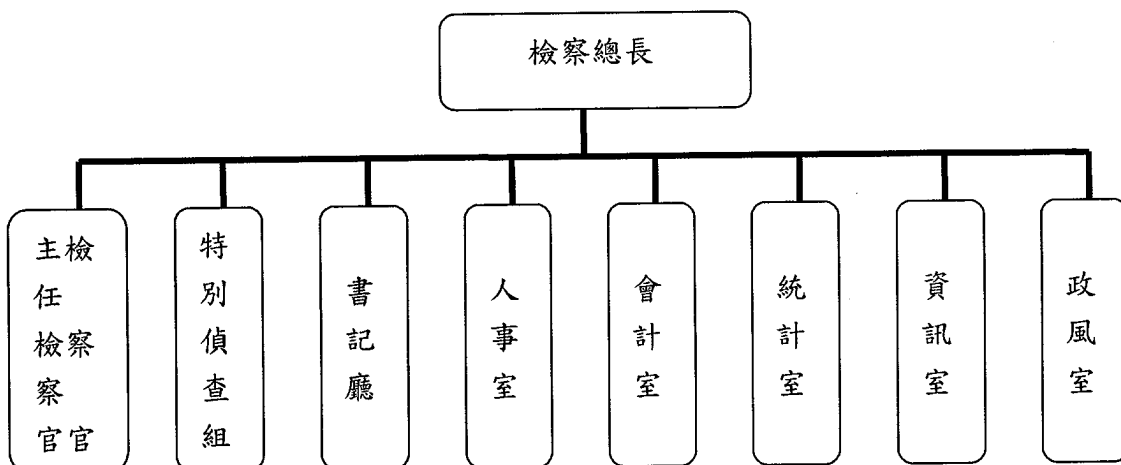 檢察總長
主任檢察官
檢察官
特別偵查組
書記廳
人事室
會計室
統計室
資訊室
政風室